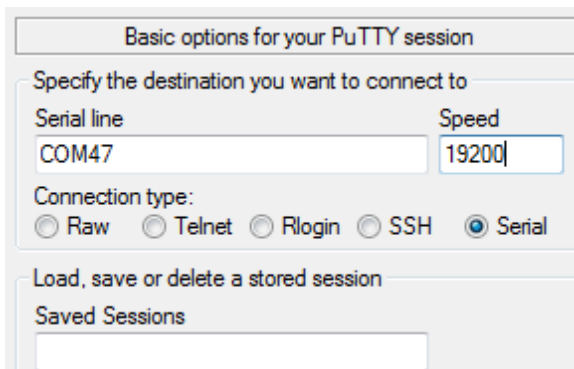 Basic options for your PuTTY session
Specify the destination you want to connect to
Serial line Speed
COM47 19200
Connection type:
Raw Telnet Rlogin SSH Serial
Load, save or delete a stored session
Saved Sessions